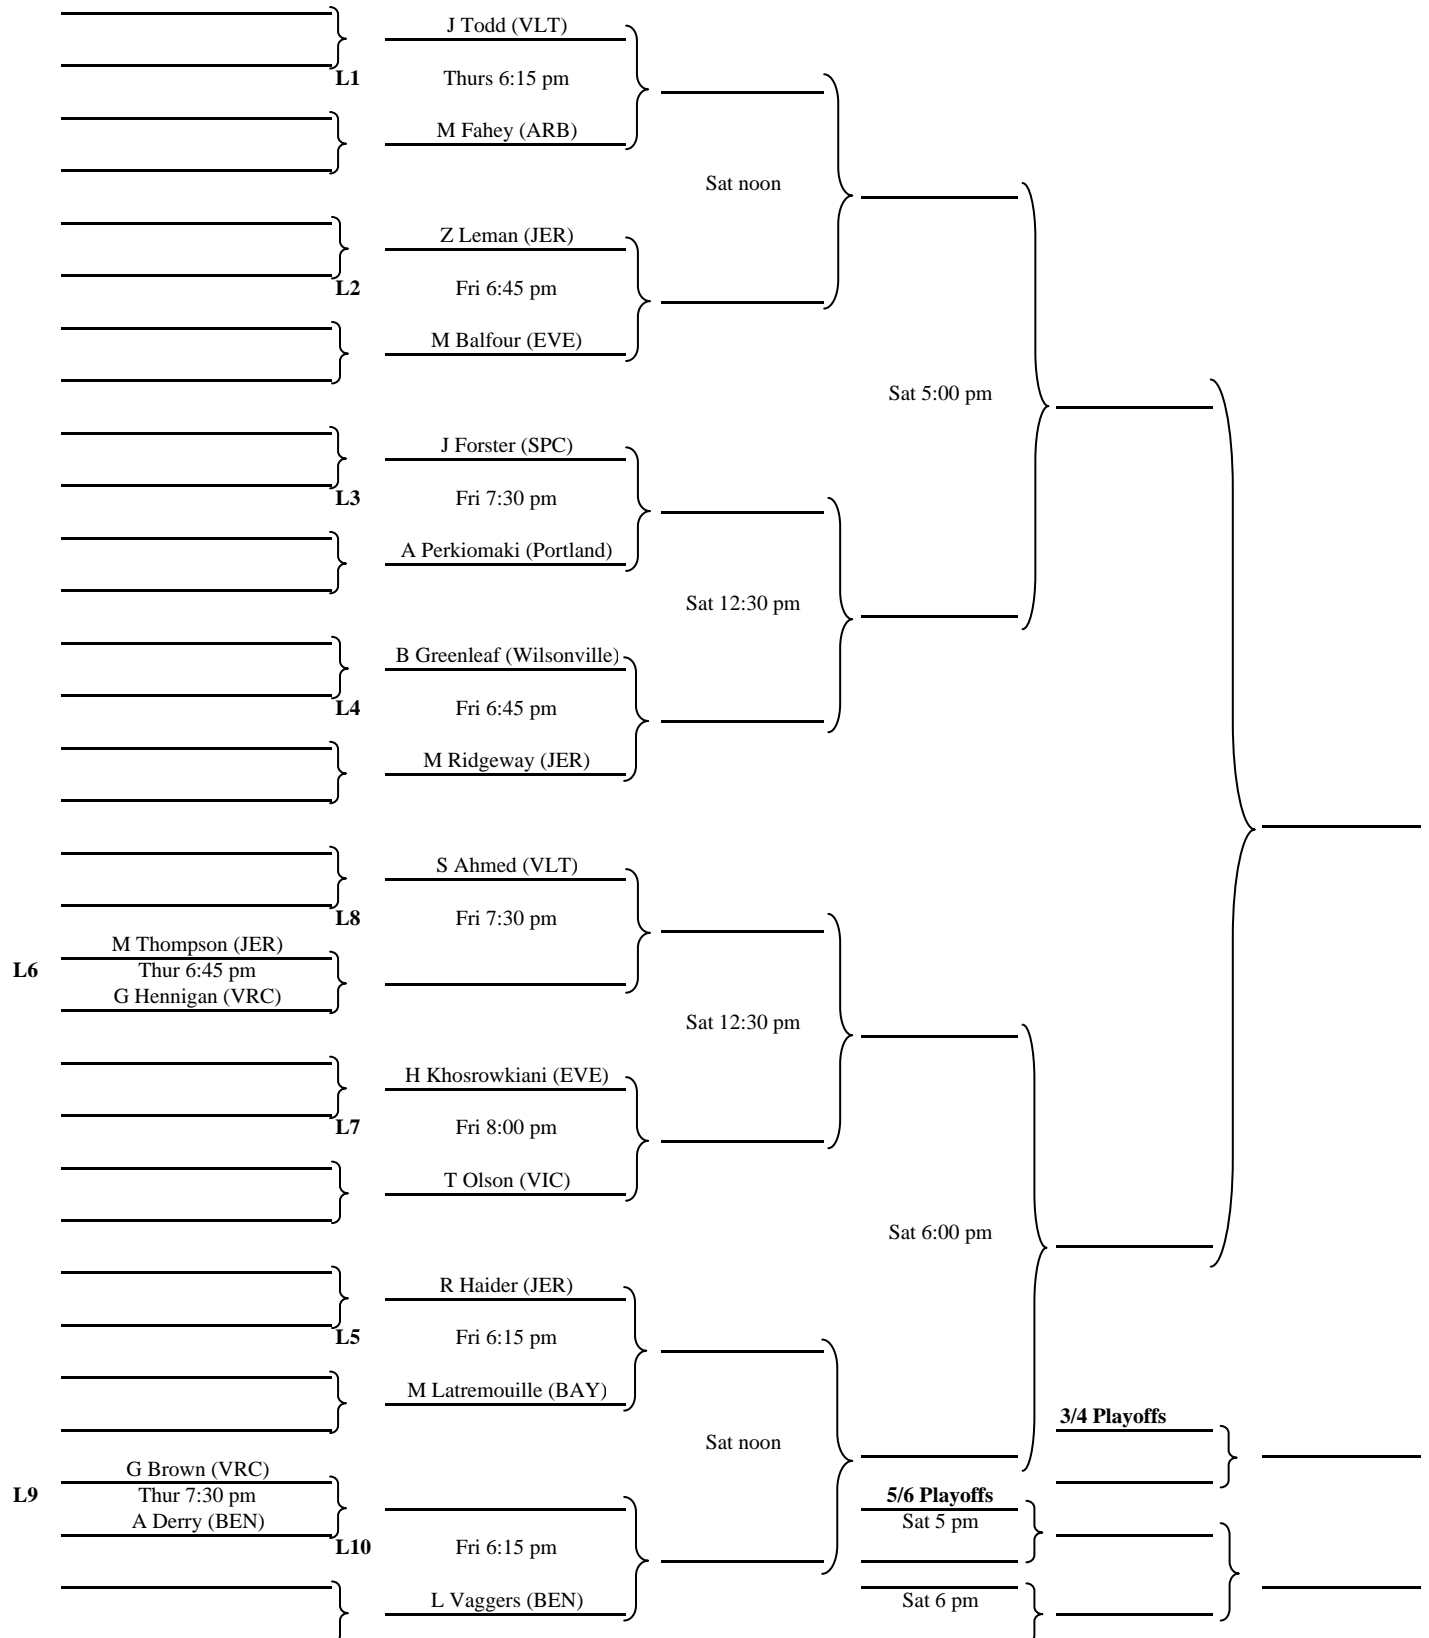 J Todd (VLT)
L1
Thurs 6:15 pm
M Fahey (ARB)
Sat noon
Z Leman (JER)
L2
Fri 6:45 pm
M Balfour (EVE)
Sat 5:00 pm
J Forster (SPC)
L3
Fri 7:30 pm
A Perkiomaki (Portland)
Sat 12:30 pm
B Greenleaf (Wilsonville)
L4
Fri 6:45 pm
M Ridgeway (JER)
S Ahmed (VLT)
L8
Fri 7:30 pm
M Thompson (JER)
L6
Thur 6:45 pm
G Hennigan (VRC)
Sat 12:30 pm
H Khosrowkiani (EVE)
L7
Fri 8:00 pm
T Olson (VIC)
Sat 6:00 pm
R Haider (JER)
L5
Fri 6:15 pm
M Latremouille (BAY)
3/4 Playoffs
Sat noon
G Brown (VRC)
L9
Thur 7:30 pm
A Derry (BEN)
5/6 Playoffs
Sat 5 pm
L10
Fri 6:15 pm
L Vaggers (BEN)
Sat 6 pm